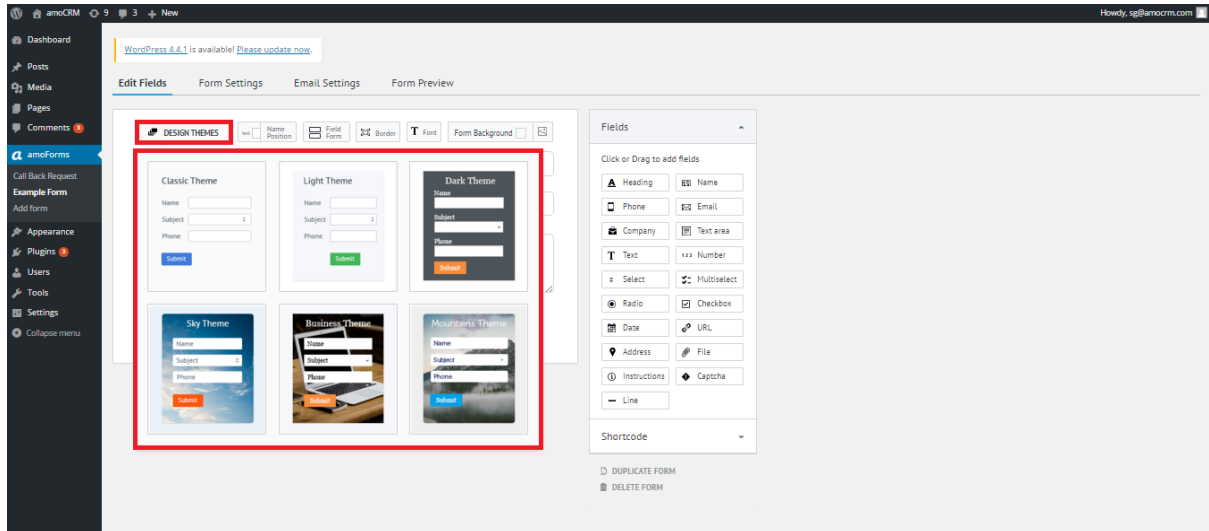 amoCRM 9 3 + New Howdy, sg@amocrm.com
Dashboard
Posts
Media
Pages
Comments 3
amoForms
Call Back Request
Example Form
Add form
Appearance
Plugins 3
Users
Tools
Settings
Collapse menu
WordPress 4.4.1 is available! Please update now.
Edit Fields Form Settings Email Settings Form Preview
DESIGN THEMES
Text
Name
Position
Field
Form
Border
T Font
Form Background
Classic Theme
Name
Subject
Phone
Submit
Light Theme
Name
Subject
Phone
Submit
Dark Theme
Name
Subject
Phone
Submit
Sky Theme
Name
Subject
Phone
Submit
Business Theme
Name
Subject
Phone
Submit
Mountains Theme
Name
Subject
Phone
Submit
Fields
Click or Drag to add fields
A Heading Name
Phone Email
Company Text area
T Text 123 Number
Select Multiselect
Radio Checkbox
Date URL
Address File
Instructions Captcha
Line
Shortcode
DUPLICATE FORM
DELETE FORM